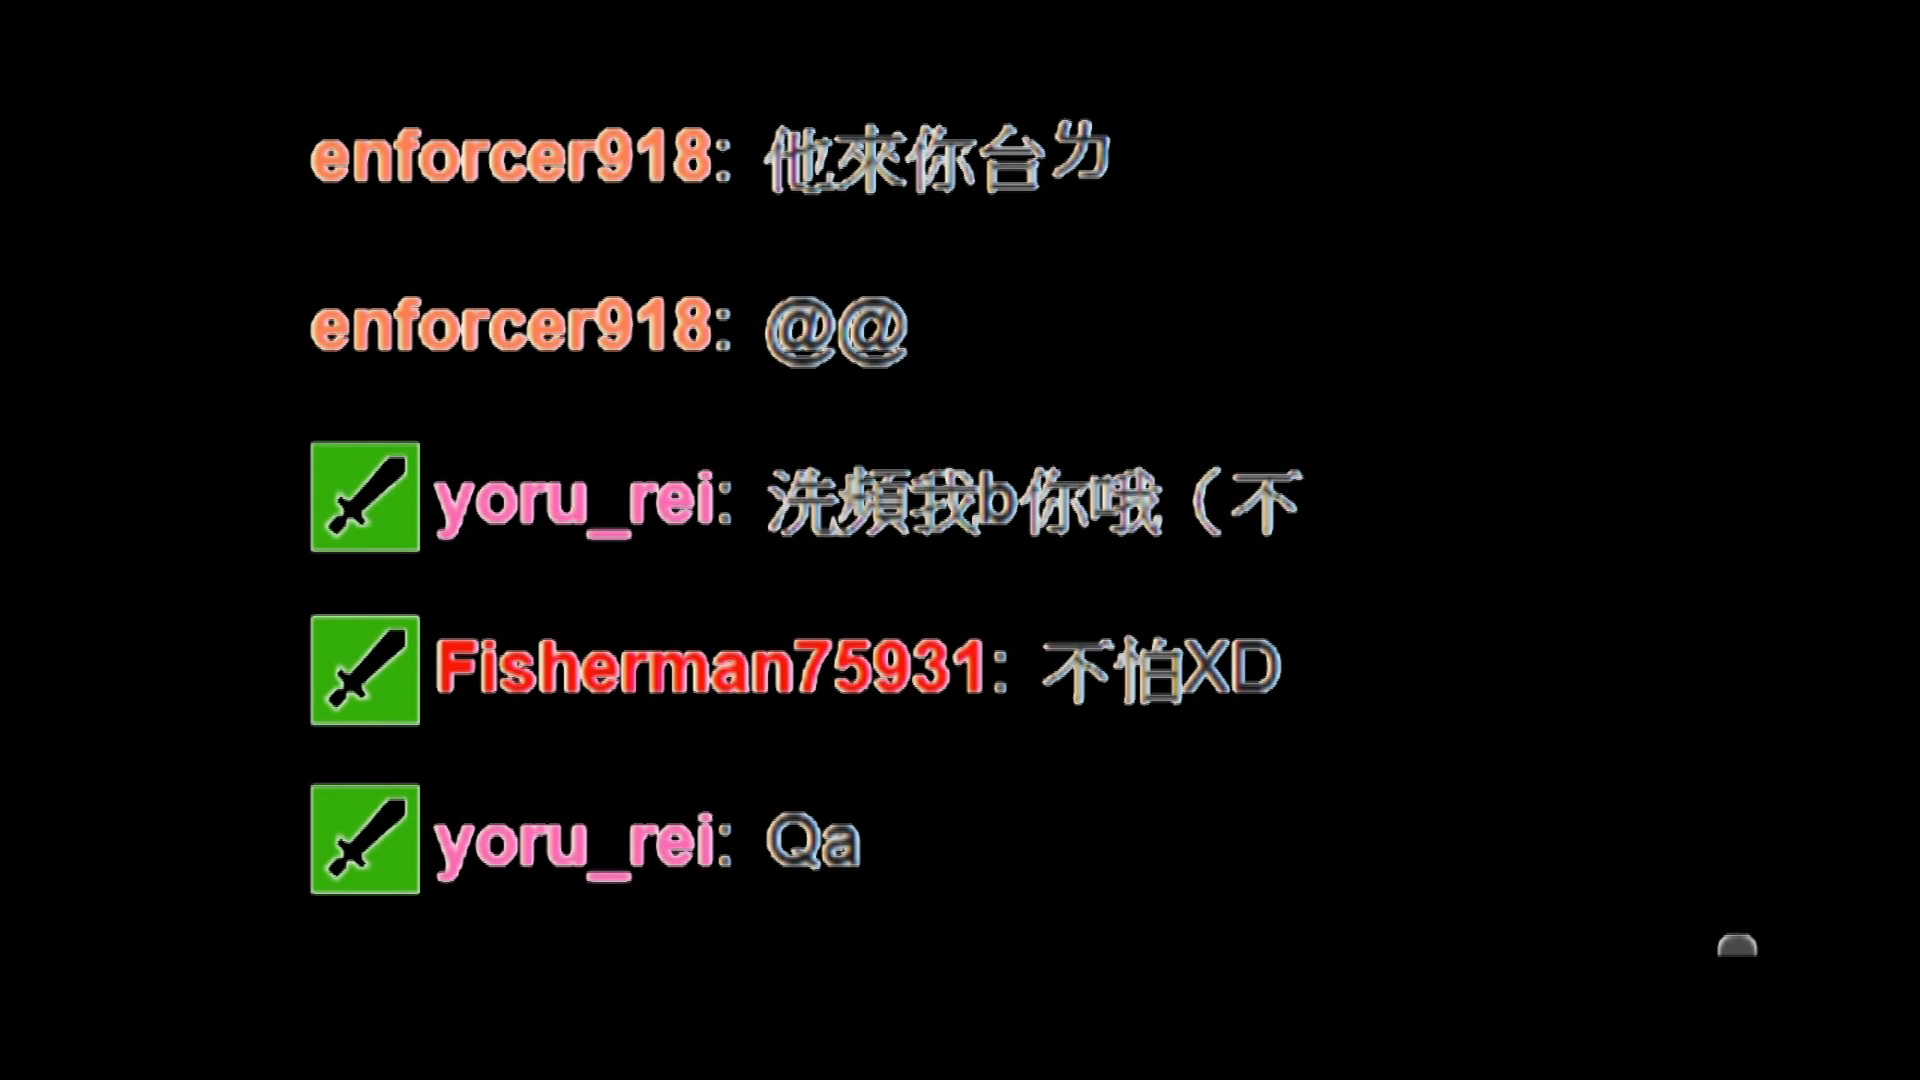 enforcer918: 他來你台ㄌ
enforcer918: @@
yoru_rei: 洗頻我b你哦（不
Fisherman75931: 不怕XD
yoru_rei: Qa